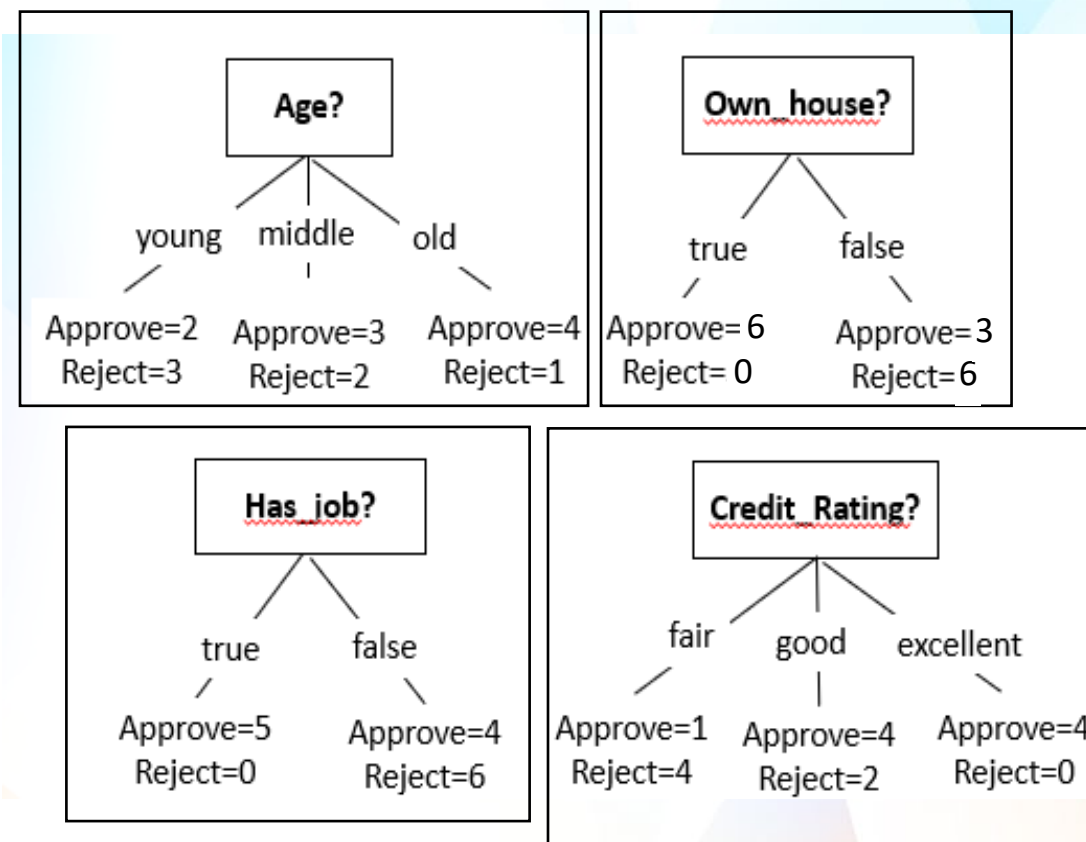 Age?
young middle old
Approve=2 Approve=3 Approve=4
Reject=3 Reject=2 Reject=1
Own_house?
true false
Approve=6 Approve=3
Reject= 0 Reject=6
Has_job?
true false
Approve=5 Approve=4
Reject=0 Reject=6
Credit_Rating?
fair good excellent
Approve=1 Approve=4 Approve=4
Reject=4 Reject=2 Reject=0